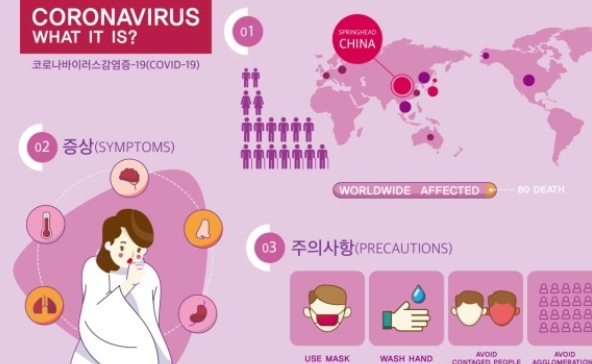 CORONAVIRUS
WHAT IT IS?
코로나바이러스감염증-19(COVID-19)
01
SPRINGHEAD
CHINA
WORLDWIDE AFFECTED
80 DEATH
02 증상(SYMPTOMS)
03 주의사항(PRECAUTIONS)
USE MASK
WASH HAND
AVOID
CONTAGED PEOPLE
AVOID
AGGLOMERATION